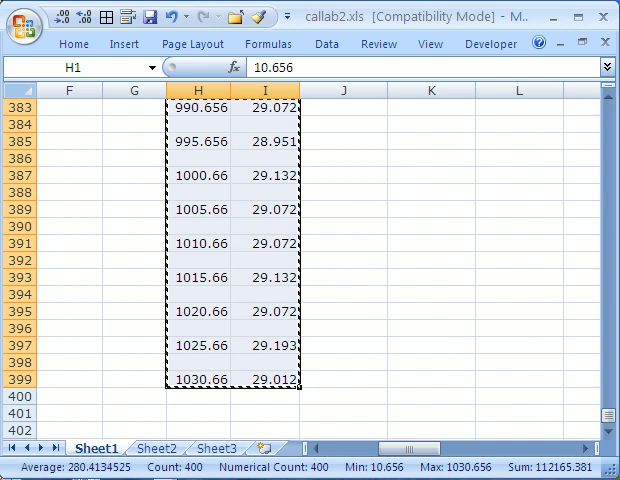 callab2.xls [Compatibility Mode] - M..
Home Insert Page Layout Formulas Data Review View Developer
H1 fx 10.656
F G H I J K L
383 990.656 29.072
384
385 995.656 28.951
386
387 1000.66 29.132
388
389 1005.66 29.072
390
391 1010.66 29.072
392
393 1015.66 29.132
394
395 1020.66 29.072
396
397 1025.66 29.193
398
399 1030.66 29.012
400
401
402
Sheet1 Sheet2 Sheet3
Average: 280.4134525 Count: 400 Numerical Count: 400 Min: 10.656 Max: 1030.656 Sum: 112165.381